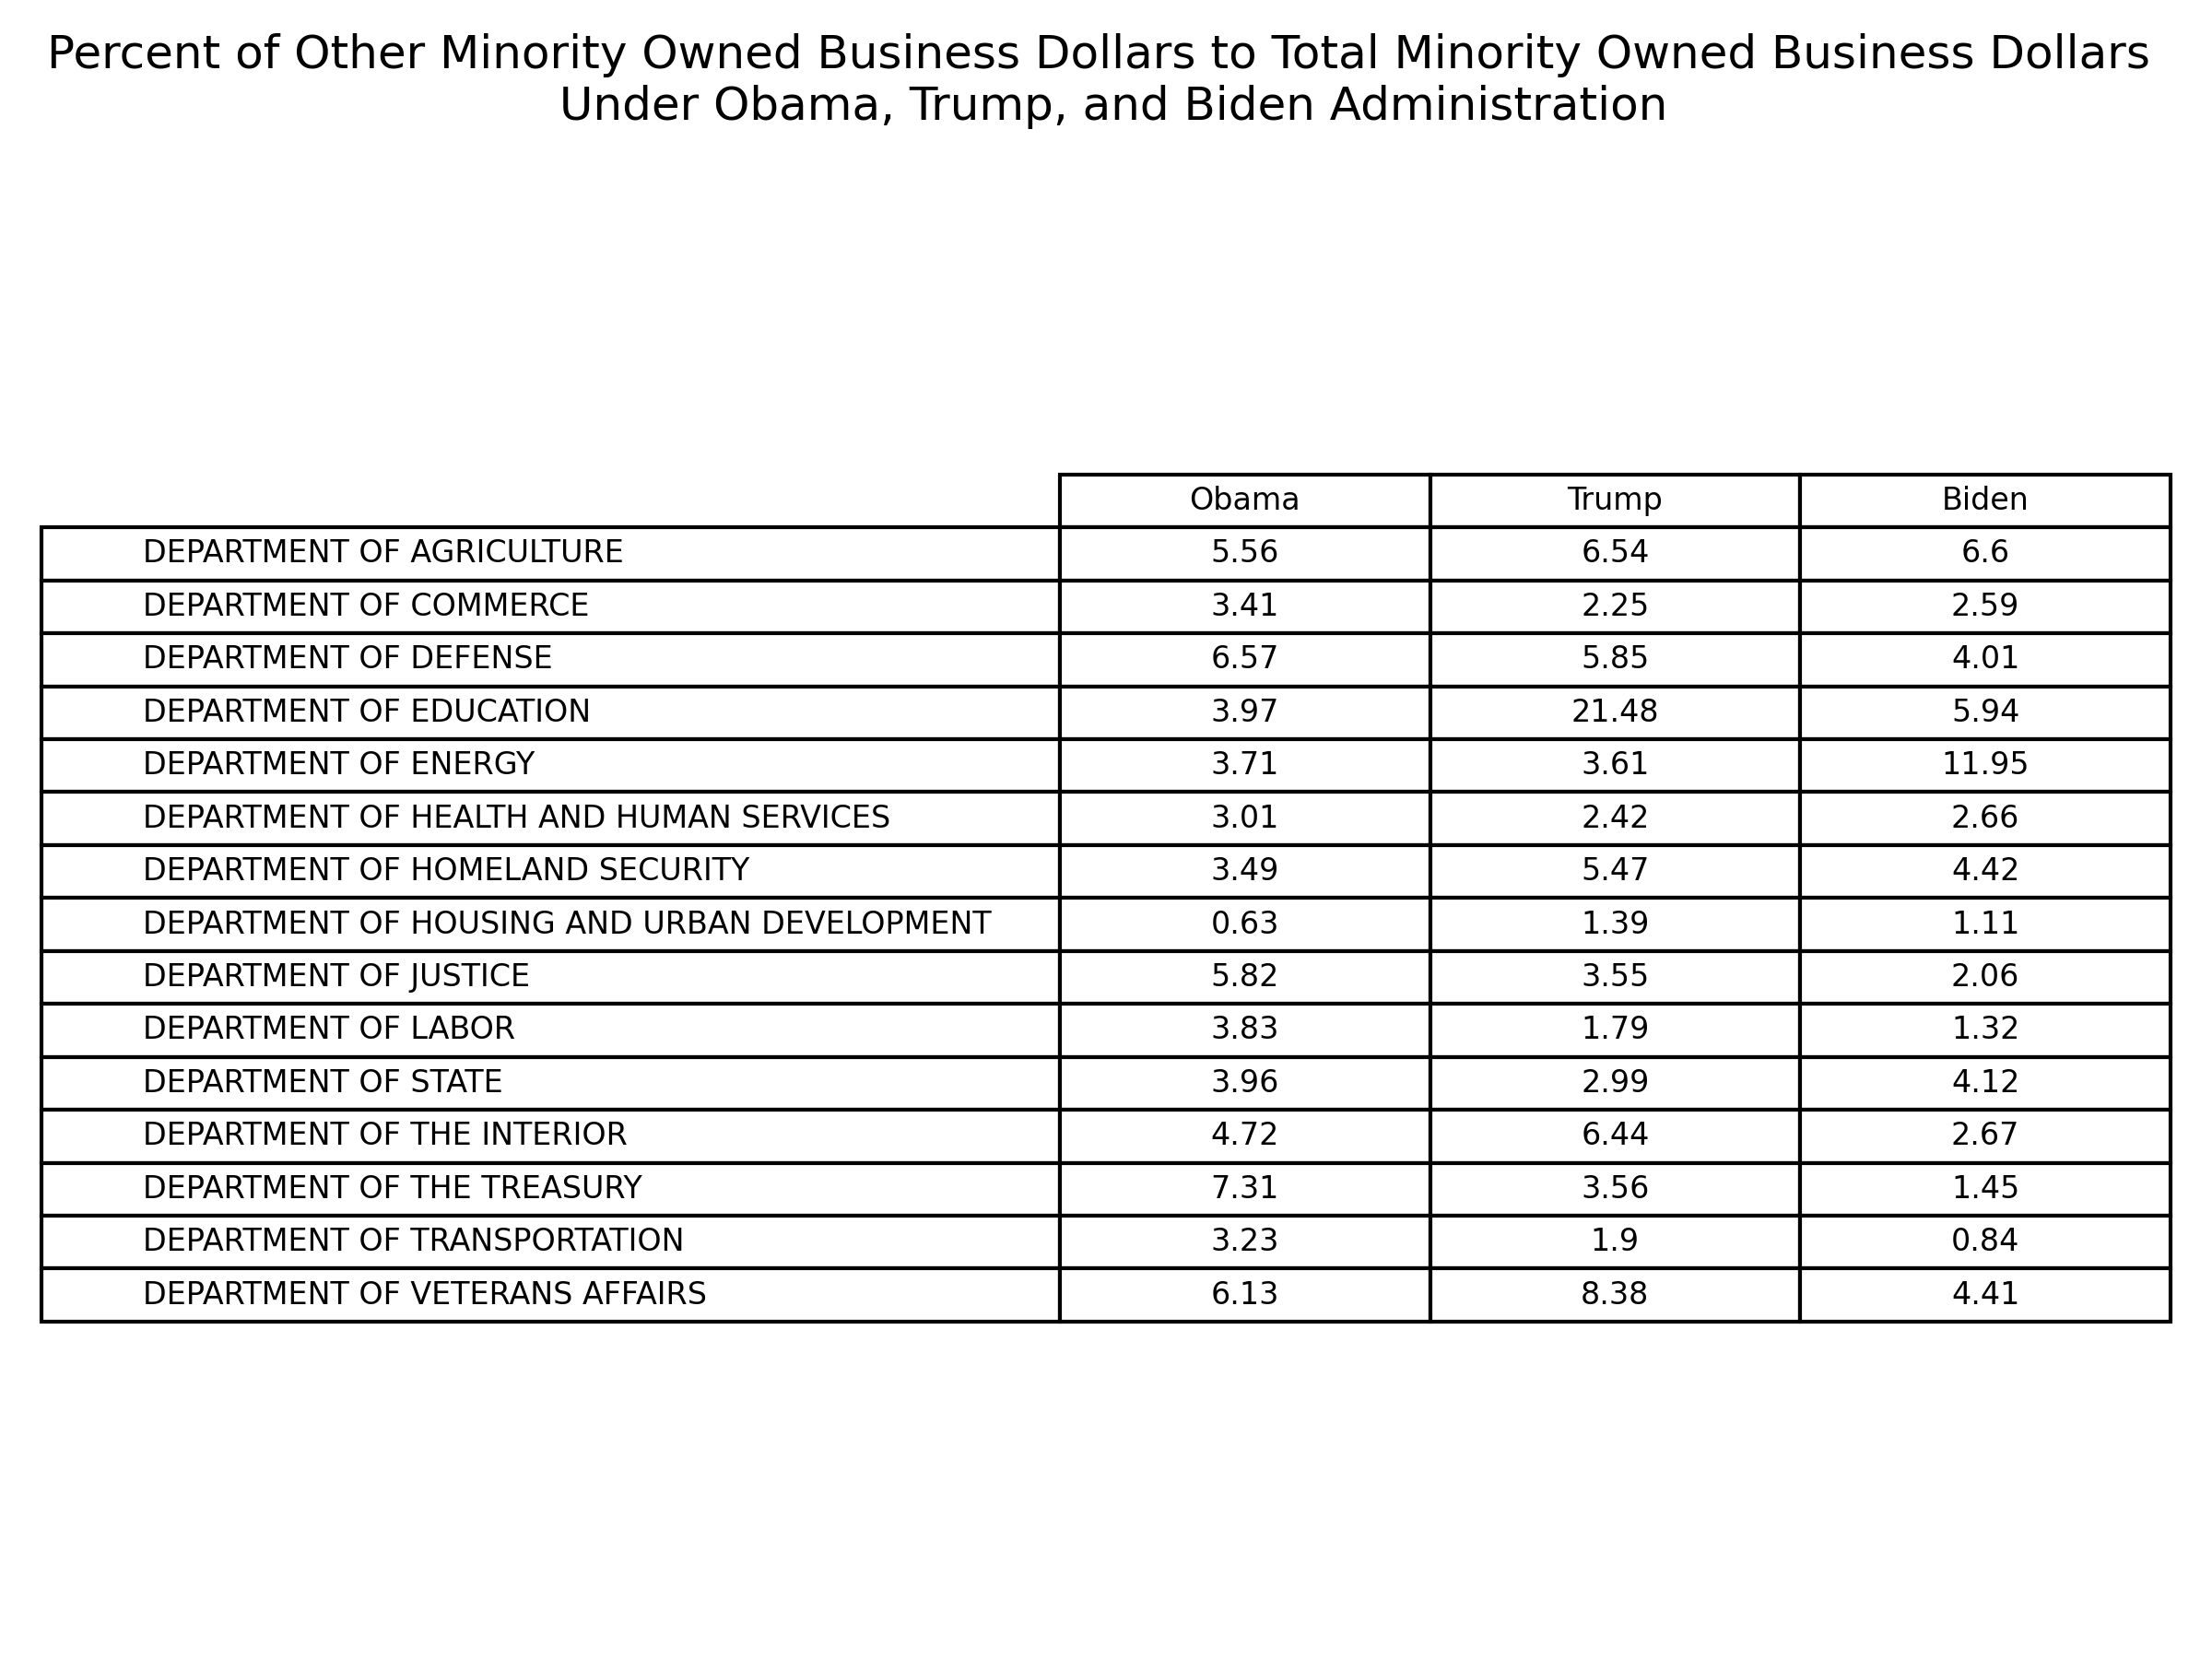 Percent of Other Minority Owned Business Dollars to Total Minority Owned Business Dollars
Under Obama, Trump, and Biden Administration
Obama Trump Biden
DEPARTMENT OF AGRICULTURE 5.56 6.54 6.6
DEPARTMENT OF COMMERCE 3.41 2.25 2.59
DEPARTMENT OF DEFENSE 6.57 5.85 4.01
DEPARTMENT OF EDUCATION 3.97 21.48 5.94
DEPARTMENT OF ENERGY 3.71 3.61 11.95
DEPARTMENT OF HEALTH AND HUMAN SERVICES 3.01 2.42 2.66
DEPARTMENT OF HOMELAND SECURITY 3.49 5.47 4.42
DEPARTMENT OF HOUSING AND URBAN DEVELOPMENT 0.63 1.39 1.11
DEPARTMENT OF JUSTICE 5.82 3.55 2.06
DEPARTMENT OF LABOR 3.83 1.79 1.32
DEPARTMENT OF STATE 3.96 2.99 4.12
DEPARTMENT OF THE INTERIOR 4.72 6.44 2.67
DEPARTMENT OF THE TREASURY 7.31 3.56 1.45
DEPARTMENT OF TRANSPORTATION 3.23 1.9 0.84
DEPARTMENT OF VETERANS AFFAIRS 6.13 8.38 4.41